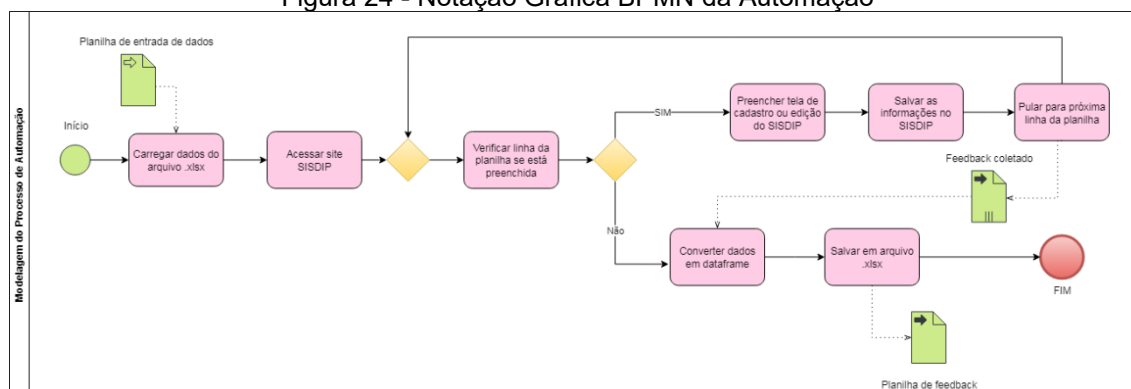 Figura 24 - Notação Gráfica BPMN da Automação
Modelagem do Processo de Automação
Planilha de entrada de dados
Início
Carregar dados do
arquivo .xlsx
Acessar site
SISDIP
Verificar linha da
planilha se está
preenchida
SIM
Preencher tela de
cadastro ou edição
do SISDIP
Salvar as
informações no
SISDIP
Pular para próxima
linha da planilha
Feedback coletado
Não
Converter dados
em dataframe
Salvar em arquivo
.xlsx
FIM
Planilha de feedback